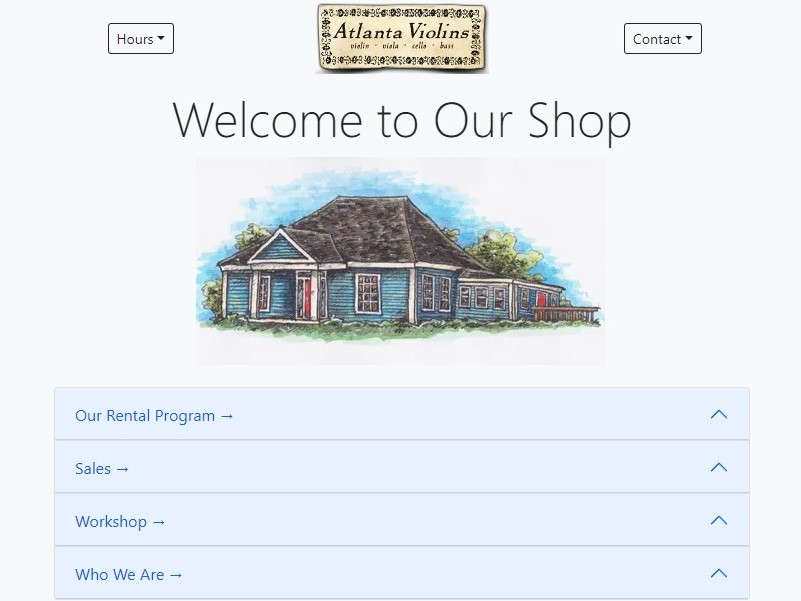 Hours
Atlanta Violins
violin · viola · cello · bass
Contact
Welcome to Our Shop
Our Rental Program →
Sales →
Workshop →
Who We Are →